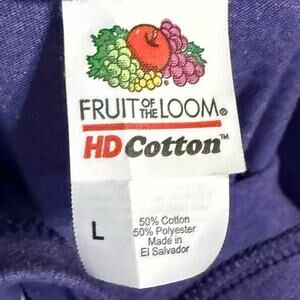 FRUIT OF THE LOOM®
HD Cotton™
L
50% Cotton
50% Polyester
Made in
El Salvador